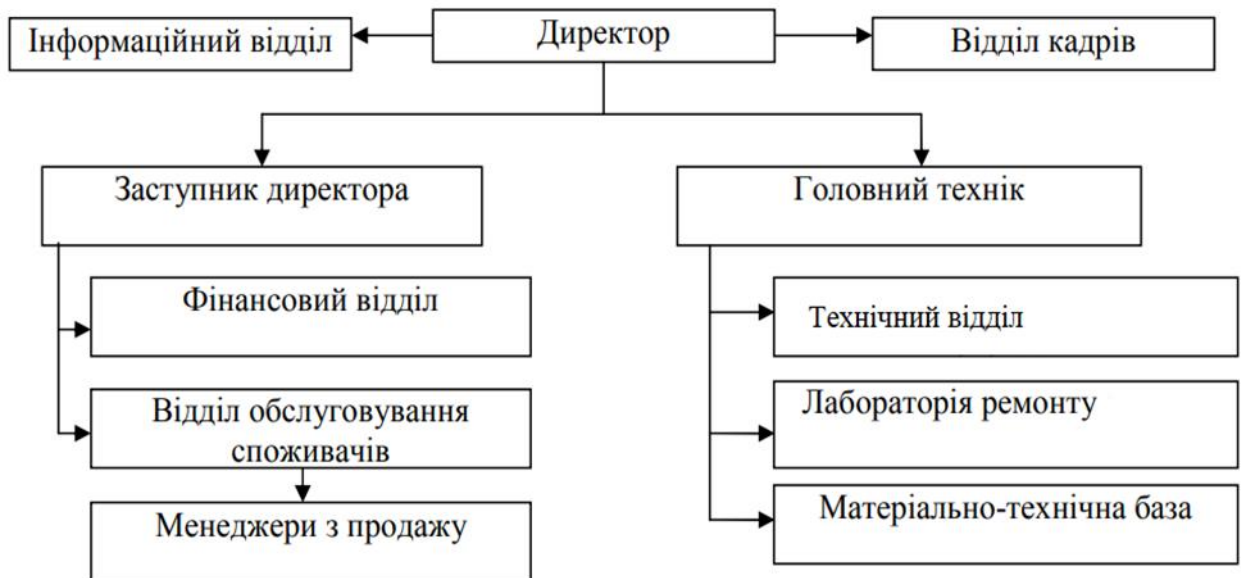 Інформаційний відділ
Директор
Відділ кадрів
Заступник директора
Головний технік
Фінансовий відділ
Технічний відділ
Відділ обслуговування
споживачів
Лабораторія ремонту
Менеджери з продажу
Матеріально-технічна база